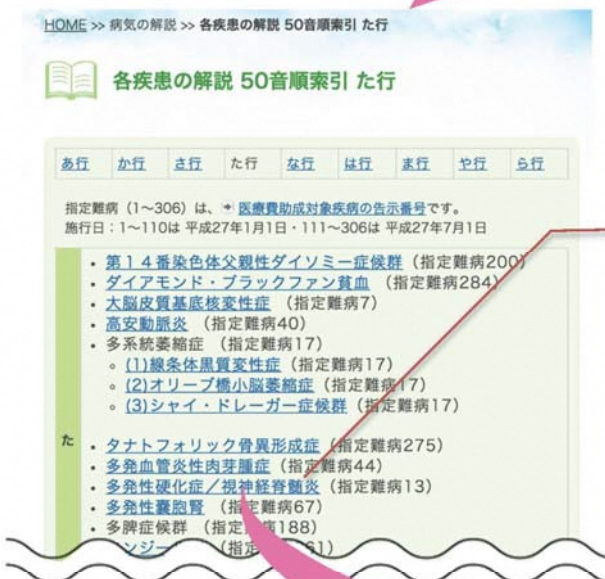 HOME >> 病気の解説 >> 各疾患の解説 50音順索引 た行
各疾患の解説 50音順索引 た行
あ行 か行 さ行 た行 な行 は行 ま行 や行 ら行
指定難病（1～306）は、 医療費助成対象疾病の告示番号です。
施行日：1～110は 平成27年1月1日・111～306は 平成27年7月1日
・第１４番染色体父親性ダイソミー症候群（指定難病200）
・ダイアモンド・ブラックファン貧血 （指定難病284）
・大脳皮質基底核変性症 （指定難病7）
・高安動脈炎 （指定難病40）
・多系統萎縮症 （指定難病17）
(1)線条体黒質変性症 （指定難病17）
(2)オリーブ橋小脳萎縮症 （指定難病17）
(3)シャイ・ドレーガー症候群 （指定難病17）
た
・タナトフォリック骨異形成症 （指定難病275）
・多発血管炎性肉芽腫症 （指定難病44）
・多発性硬化症／視神経脊髄炎 （指定難病13）
・多発性嚢胞腎 （指定難病67）
・多脾症候群 （指定難病188）